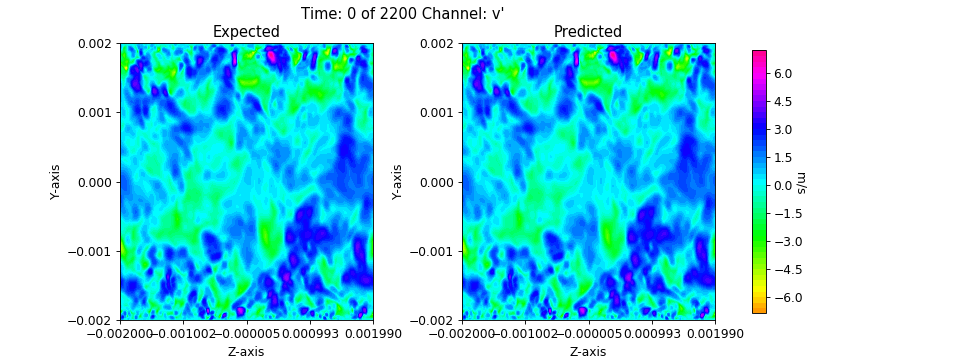 Time: 0 of 2200 Channel: v'
Expected
Predicted
0.002
0.001
0.000
−0.001
−0.002
Y-axis
−0.002000 −0.001002 −0.000005 0.000993 0.001990
Z-axis
0.002
0.001
0.000
−0.001
−0.002
Y-axis
−0.002000 −0.001002 −0.000005 0.000993 0.001990
Z-axis
6.0
4.5
3.0
1.5
0.0
−1.5
−3.0
−4.5
−6.0
m/s